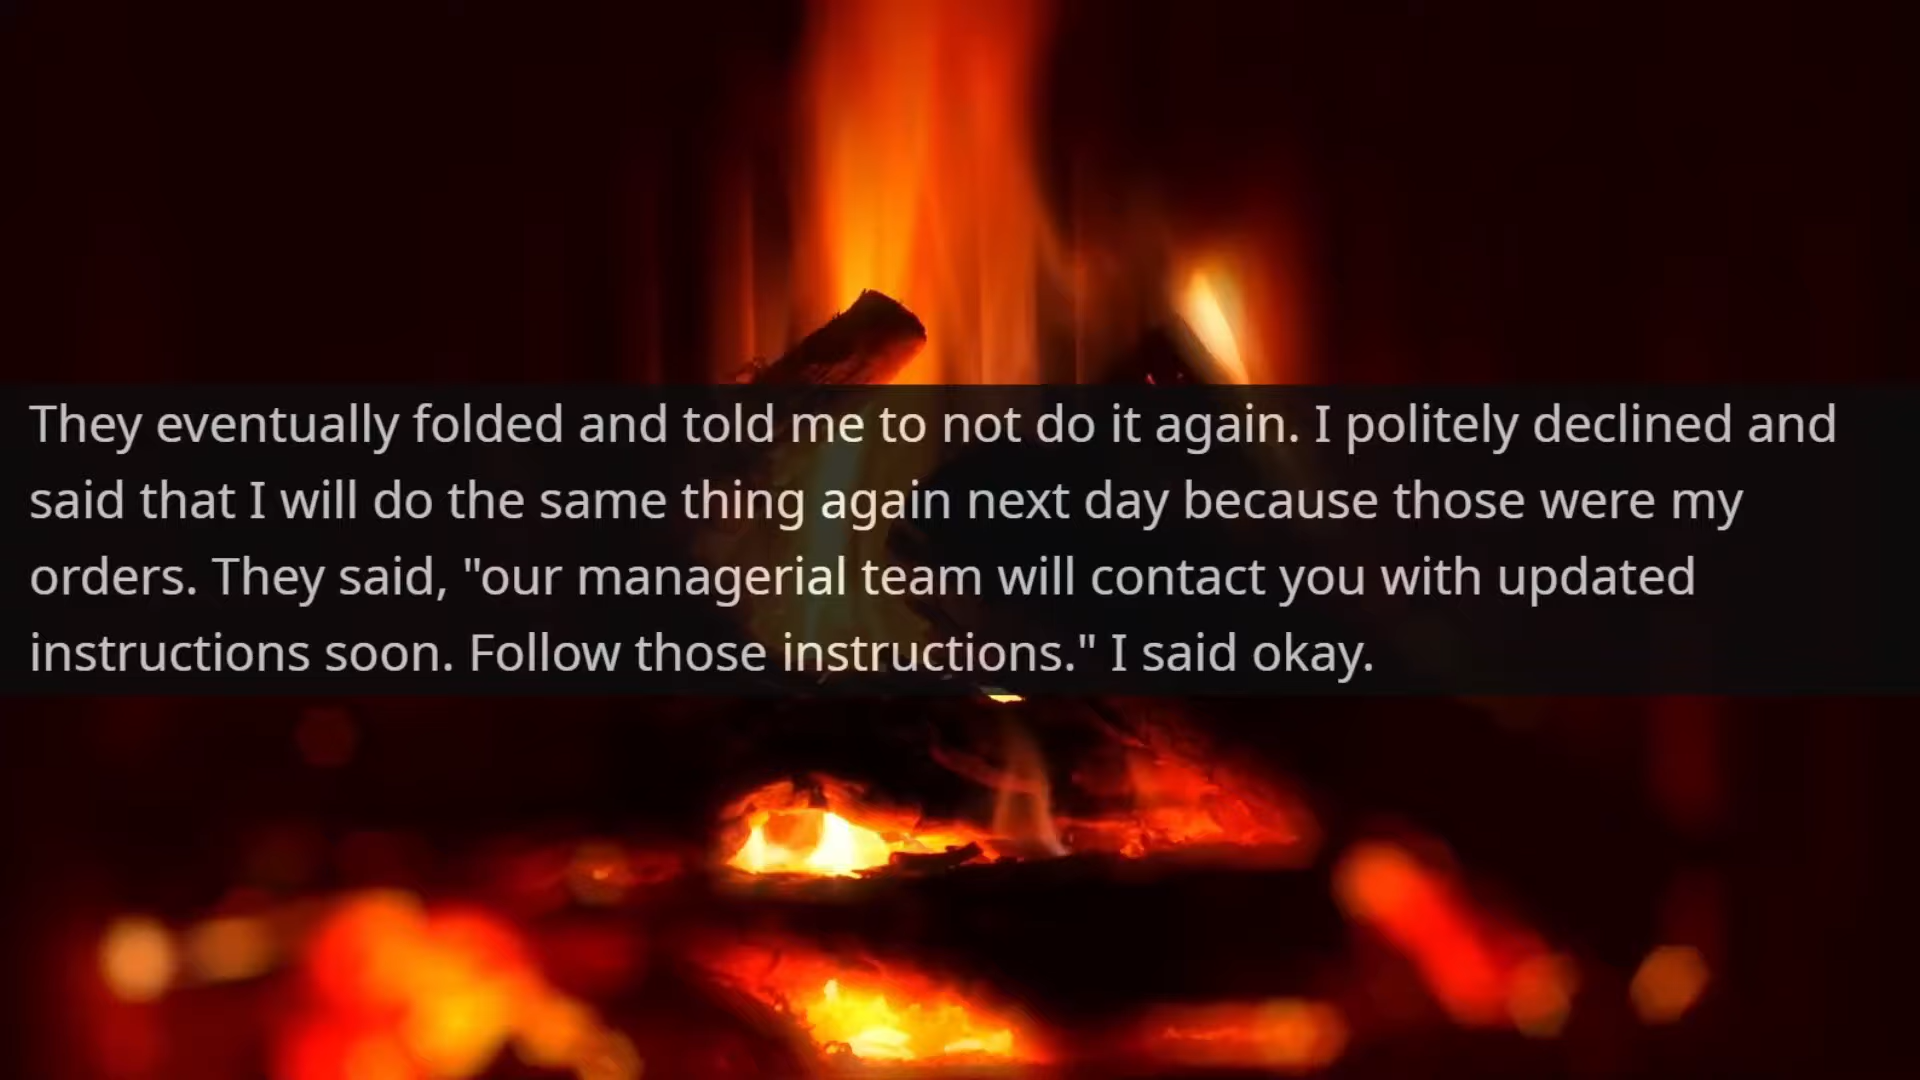 They eventually folded and told me to not do it again. I politely declined and
said that I will do the same thing again next day because those were my
orders. They said, "our managerial team will contact you with updated
instructions soon. Follow those instructions." I said okay.